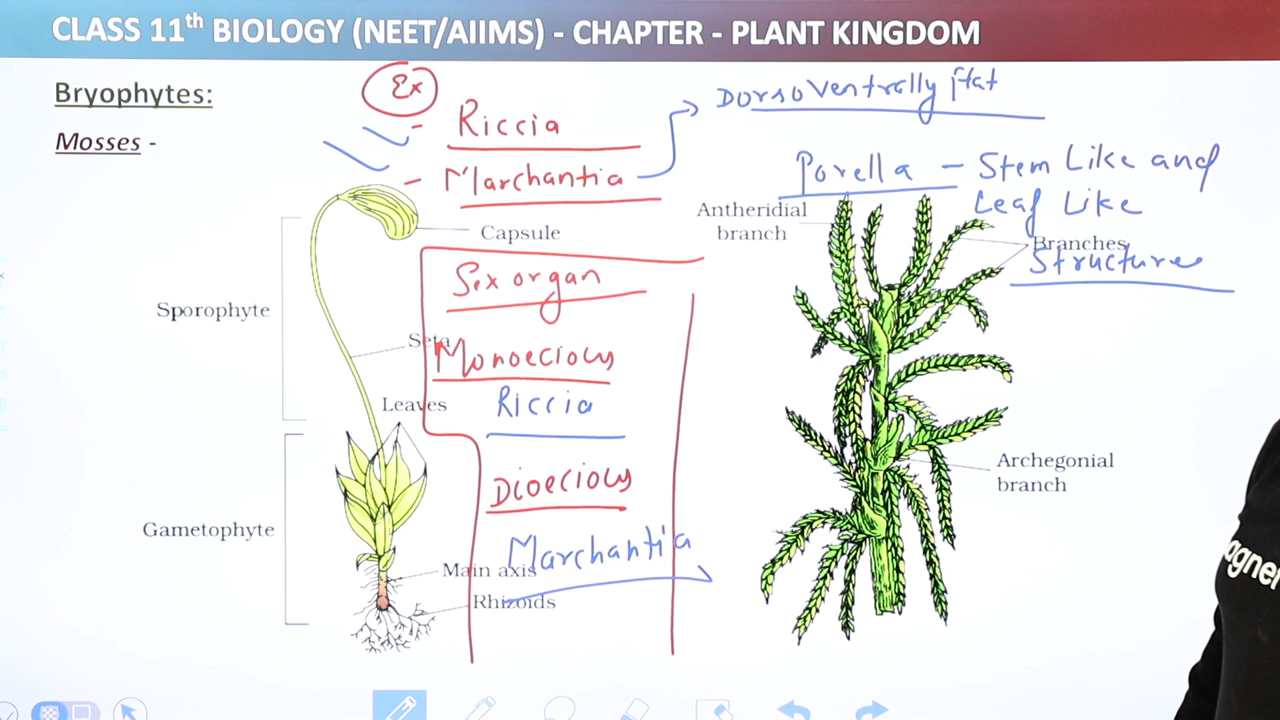 CLASS 11th BIOLOGY (NEET/AIIMS) - CHAPTER - PLANT KINGDOM
Bryophytes:
Mosses -
Ex
- Riccia
- Marchantia
Dorsoventrally flat
Porella - Stem Like and
Leaf Like
Structures
Capsule
Sporophyte
Seta
Leaves
Gametophyte
Main axis
Rhizoids
Sex organ
Monoecious
Riccia
Dioecious
Marchantia
Antheridial
branch
Branches
Archegonial
branch